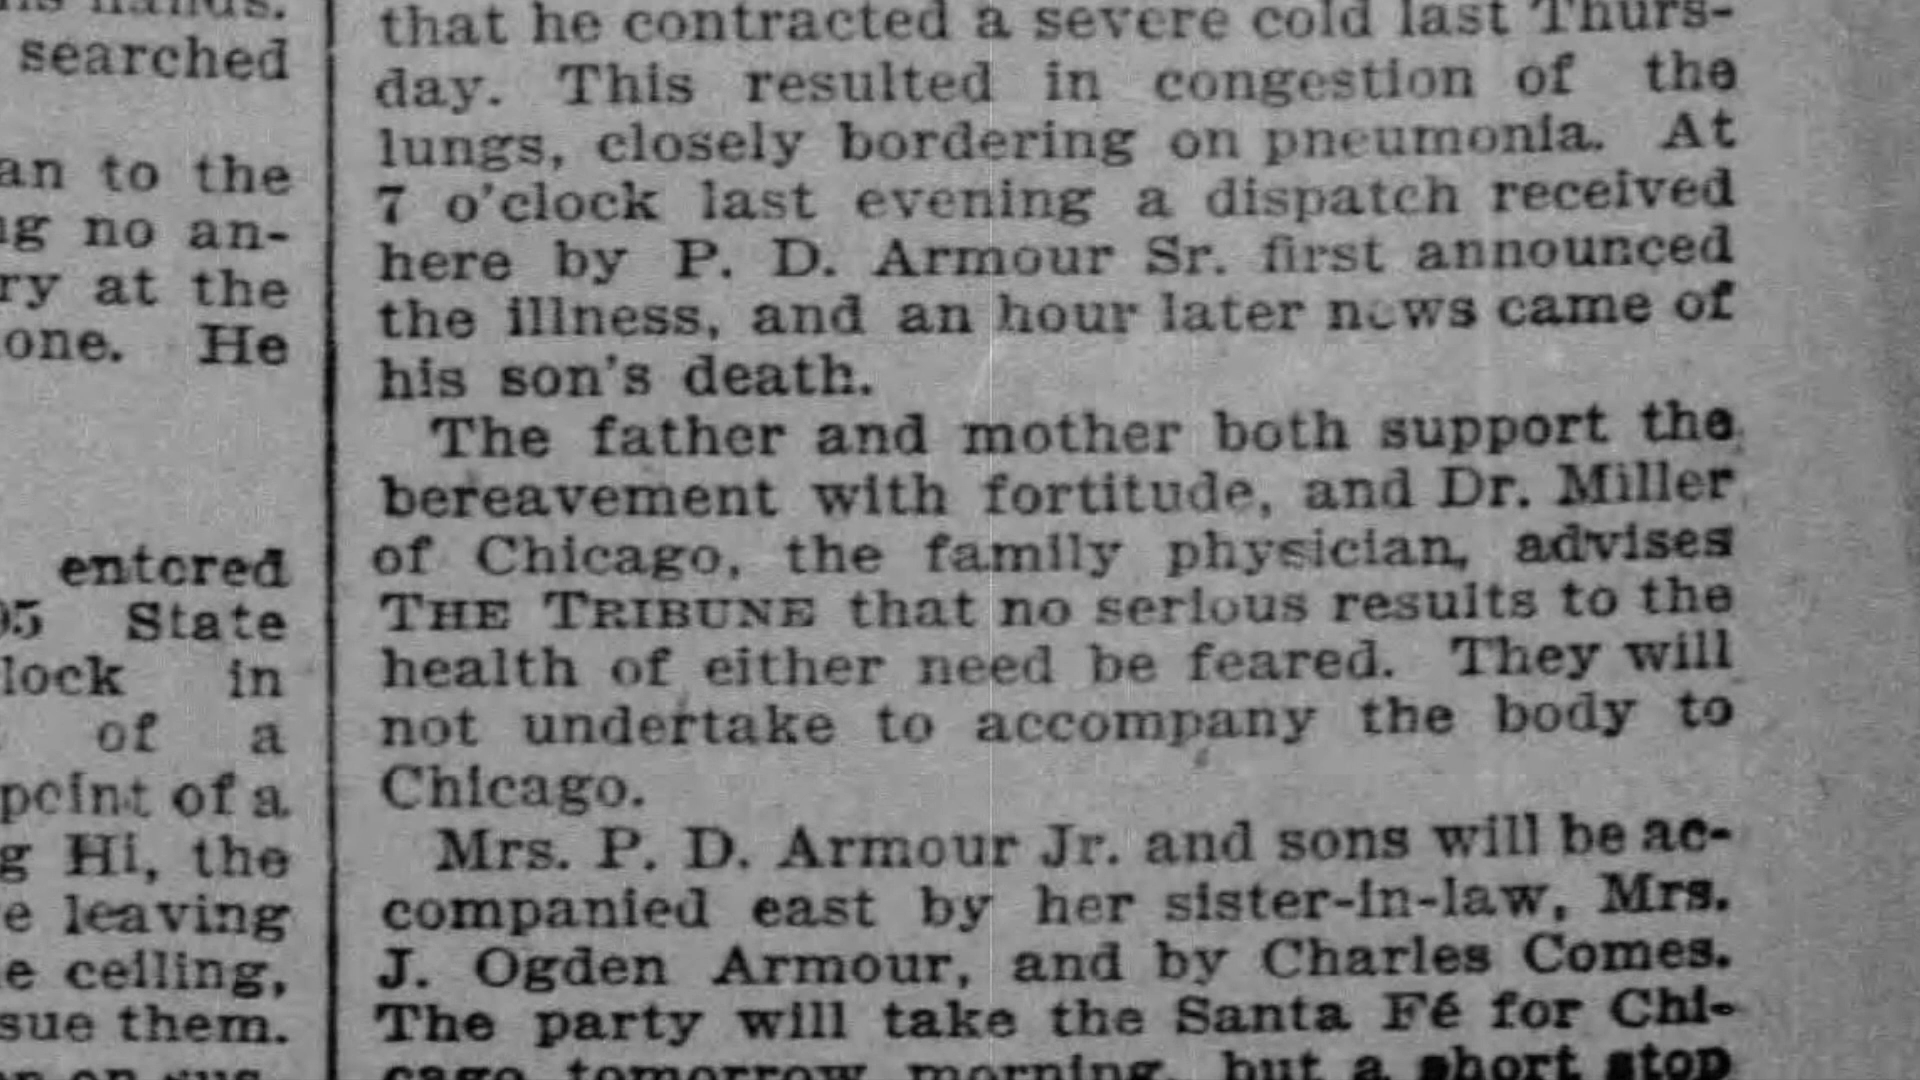 searched
an to the
no an-
ry at the
one. He
entered
State
lock in
of a
point of a
g Hi, the
e leaving
e ceiling,
sue them.
that he contracted a severe cold last Thurs-
day. This resulted in congestion of the
lungs, closely bordering on pneumonia. At
7 o'clock last evening a dispatch received
here by P. D. Armour Sr. first announced
the illness, and an hour later news came of
his son's death.
The father and mother both support the
bereavement with fortitude, and Dr. Miller
of Chicago, the family physician, advises
THE TRIBUNE that no serious results to the
health of either need be feared. They will
not undertake to accompany the body to
Chicago.
Mrs. P. D. Armour Jr. and sons will be ac-
companied east by her sister-in-law, Mrs.
J. Ogden Armour, and by Charles Comes.
The party will take the Santa Fé for Chi-
cago tomorrow morning, but a short stop